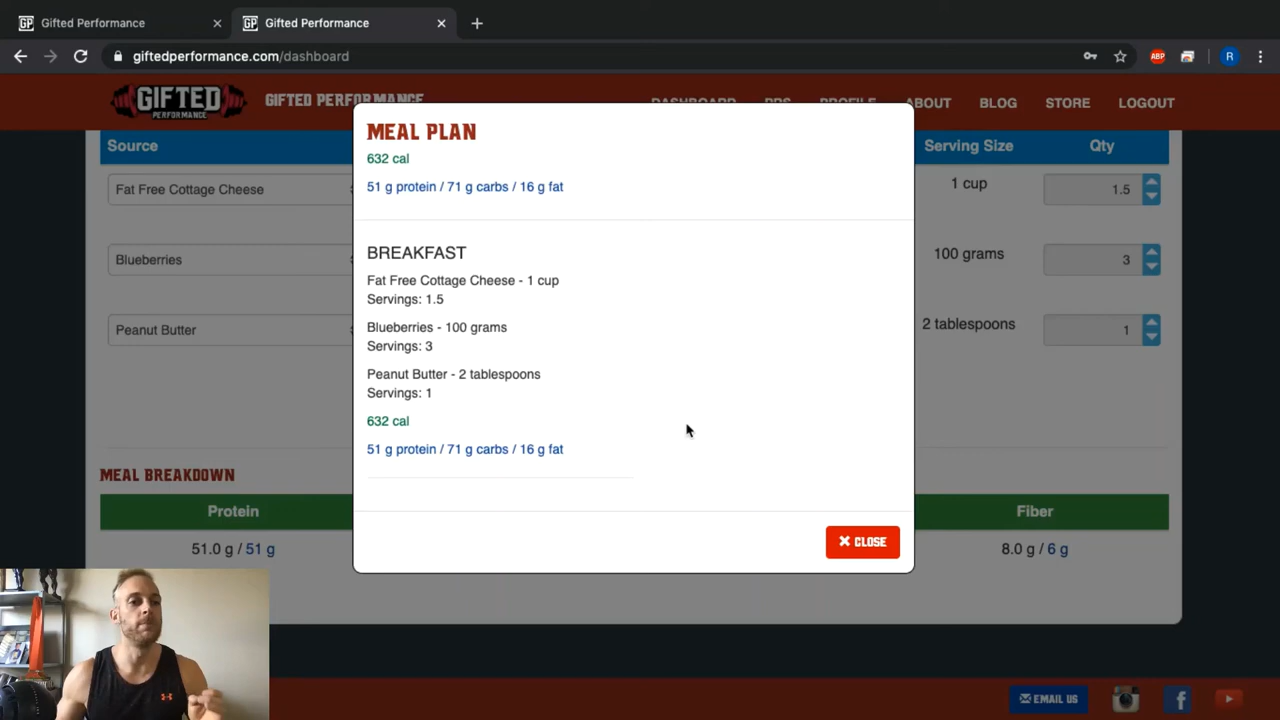 Gifted Performance
Gifted Performance
giftedperformance.com/dashboard
ABP
R
GIFTED
PERFORMANCE
GIFTED PERFORMANCE
DASHBOARD
PROFILE
ABOUT
BLOG
STORE
LOGOUT
Source
Serving Size
Qty
Fat Free Cottage Cheese
1 cup
1.5
Blueberries
100 grams
3
Peanut Butter
2 tablespoons
1
MEAL BREAKDOWN
Protein
Fiber
51.0 g / 51 g
8.0 g / 6 g
MEAL PLAN
632 cal
51 g protein / 71 g carbs / 16 g fat
BREAKFAST
Fat Free Cottage Cheese - 1 cup
Servings: 1.5
Blueberries - 100 grams
Servings: 3
Peanut Butter - 2 tablespoons
Servings: 1
632 cal
51 g protein / 71 g carbs / 16 g fat
CLOSE
EMAIL US